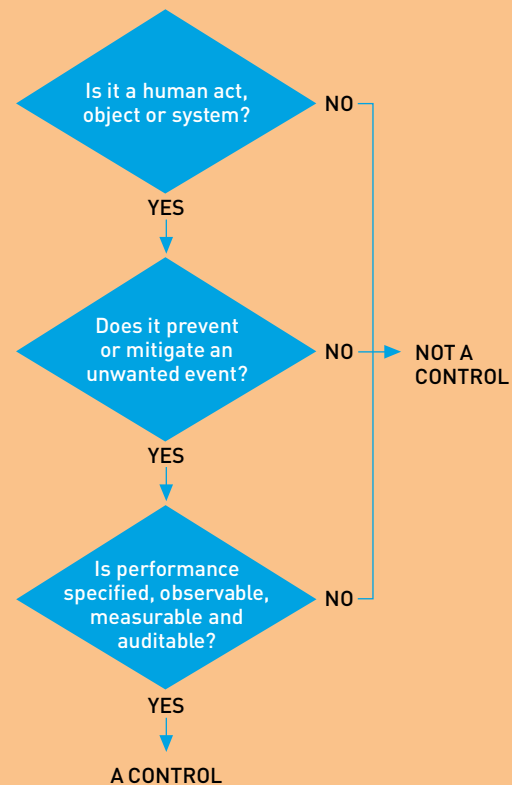 Is it a human act,
object or system?
NO
YES
Does it prevent
or mitigate an
unwanted event?
NO
NOT A
CONTROL
YES
Is performance
specified, observable,
measurable and
auditable?
NO
YES
A CONTROL